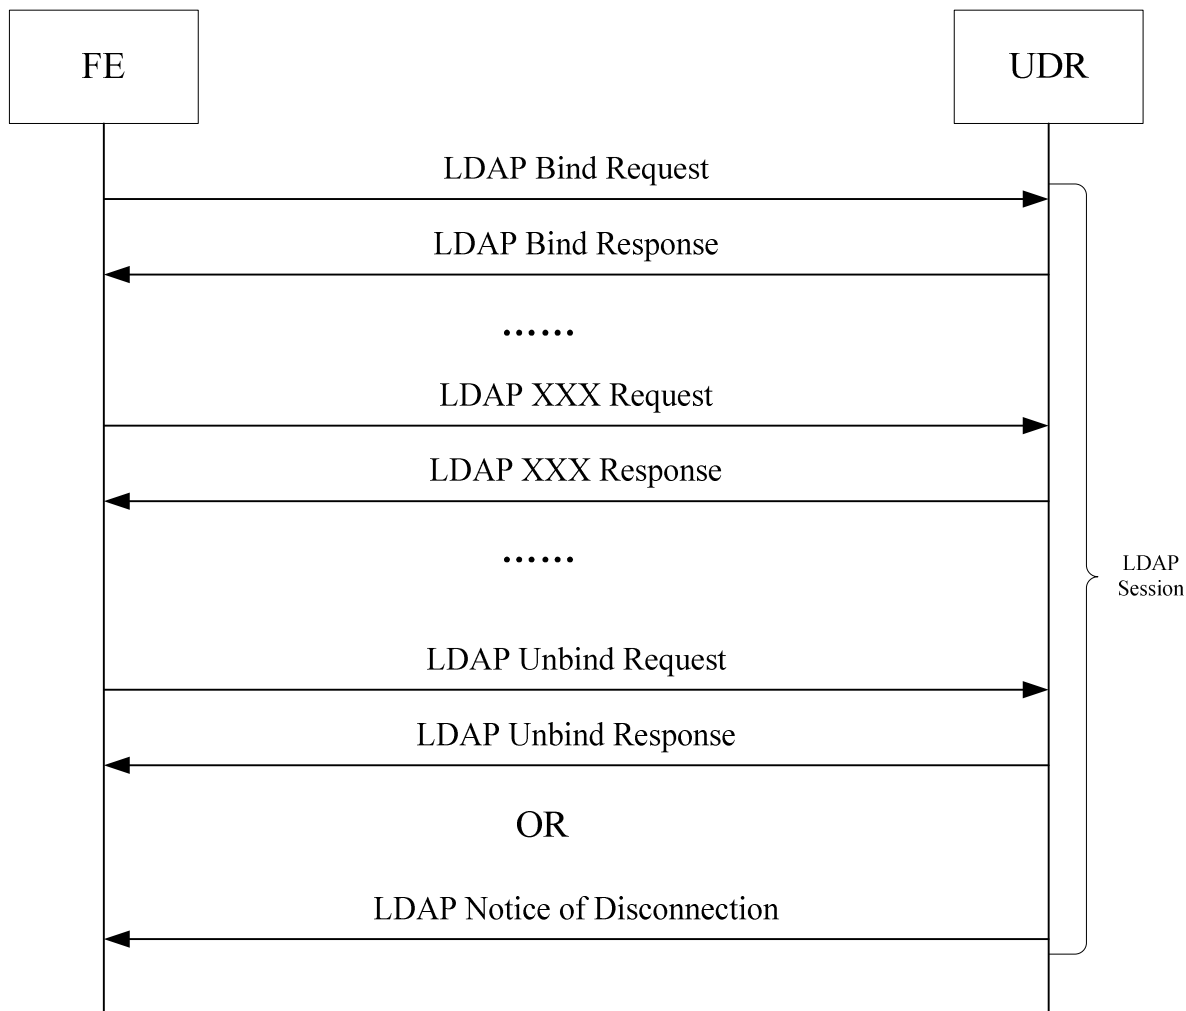 FE
UDR
LDAP Bind Request
LDAP Bind Response
......
LDAP XXX Request
LDAP XXX Response
......
LDAP
Session
LDAP Unbind Request
LDAP Unbind Response
OR
LDAP Notice of Disconnection